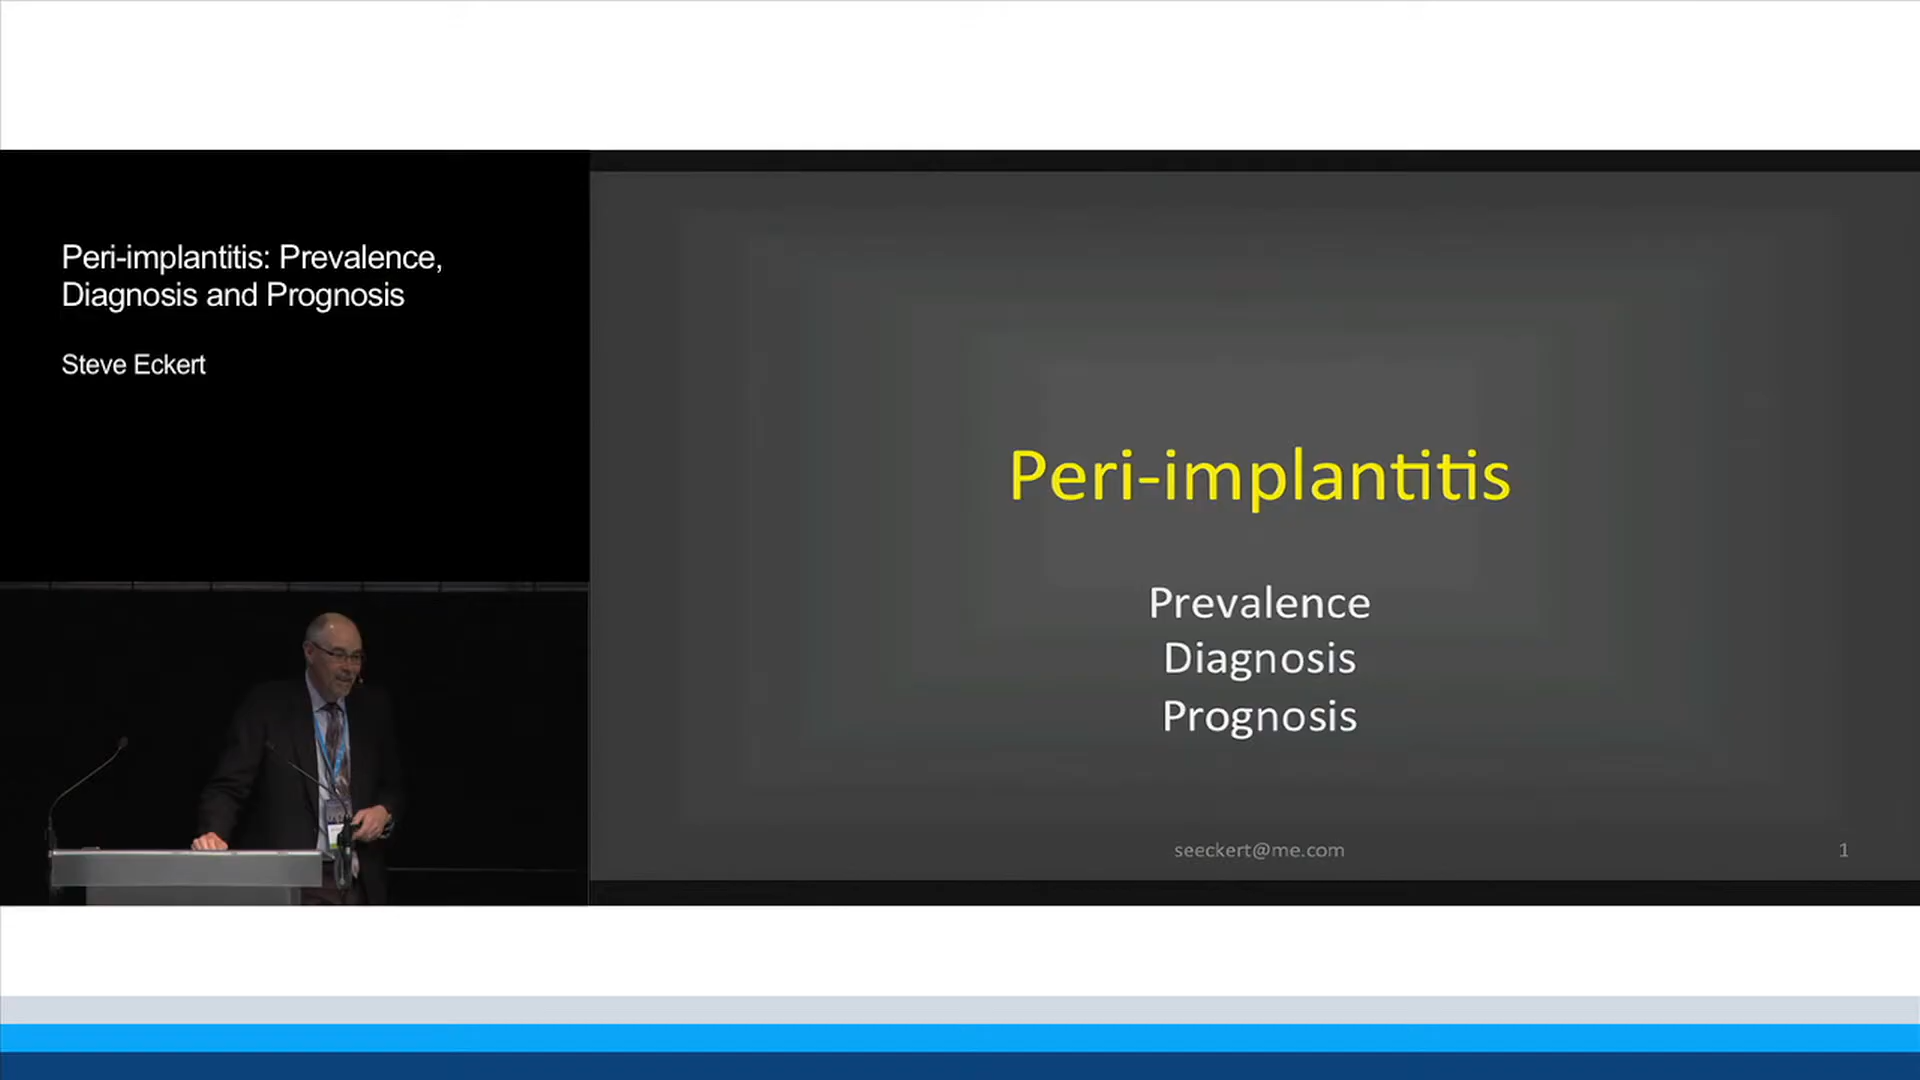 Peri-implantitis: Prevalence,
Diagnosis and Prognosis
Steve Eckert
Peri-implantitis
Prevalence
Diagnosis
Prognosis
seeckert@me.com
1